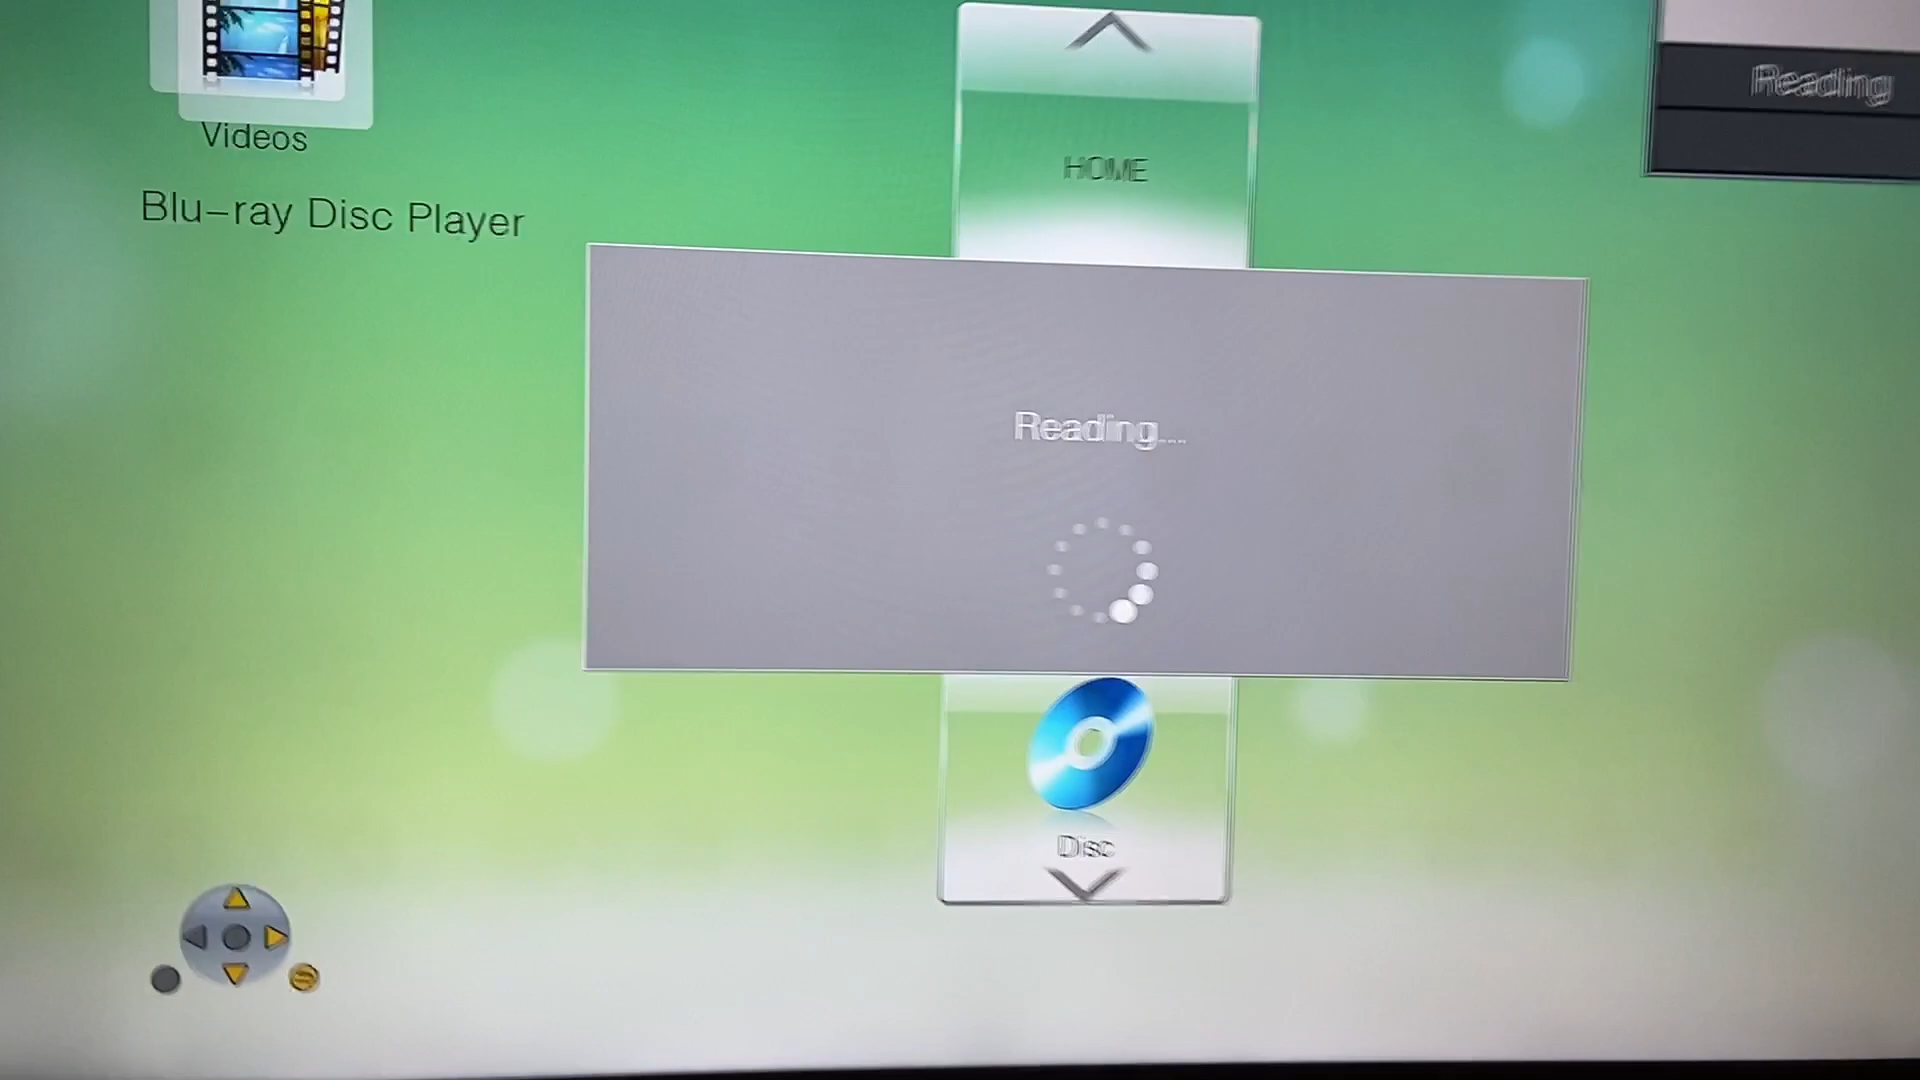 Videos
Blu-ray Disc Player
HOME
Reading
Reading....
Disc